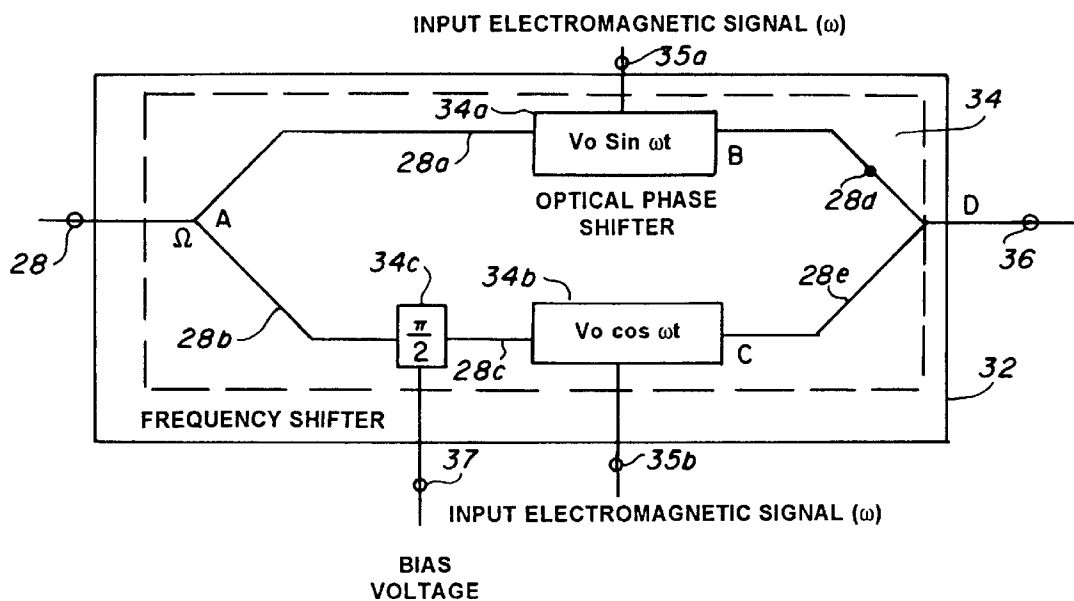 INPUT ELECTROMAGNETIC SIGNAL (ω)
35a
34a
34
Vo Sin ωt
28a
B
28d
OPTICAL PHASE
SHIFTER
A
Ω
D
28
36
34c
34b
28e
π
2
Vo cos ωt
28b
28c
C
32
FREQUENCY SHIFTER
37
35b
INPUT ELECTROMAGNETIC SIGNAL (ω)
BIAS
VOLTAGE